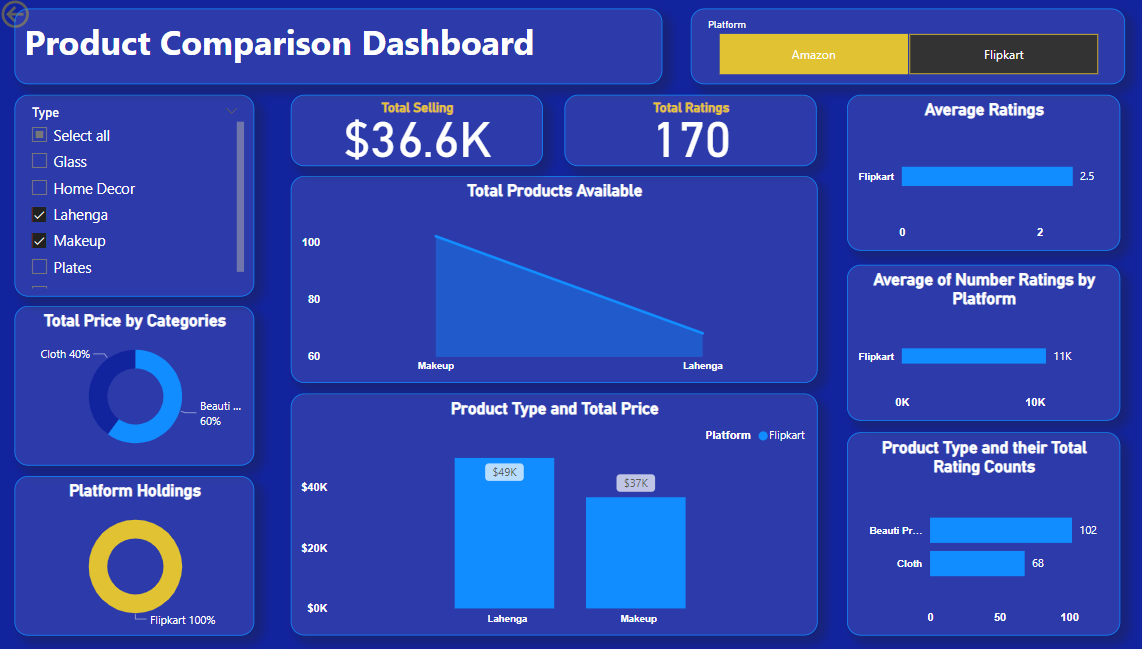 Product Comparison Dashboard
Platform
Amazon
Flipkart
Type
Select all
Glass
Home Decor
Lahenga
Makeup
Plates
Total Selling
$36.6K
Total Ratings
170
Average Ratings
Flipkart
2.5
0
2
Total Products Available
100
80
60
Makeup
Lahenga
Average of Number Ratings by
Platform
Flipkart
11K
0K
10K
Total Price by Categories
Cloth 40%
Beauti ...
60%
Product Type and Total Price
Platform
Flipkart
$40K
$20K
$0K
$49K
$37K
Lahenga
Makeup
Product Type and their Total
Rating Counts
Beauti Pr...
102
Cloth
68
0
50
100
Platform Holdings
Flipkart 100%